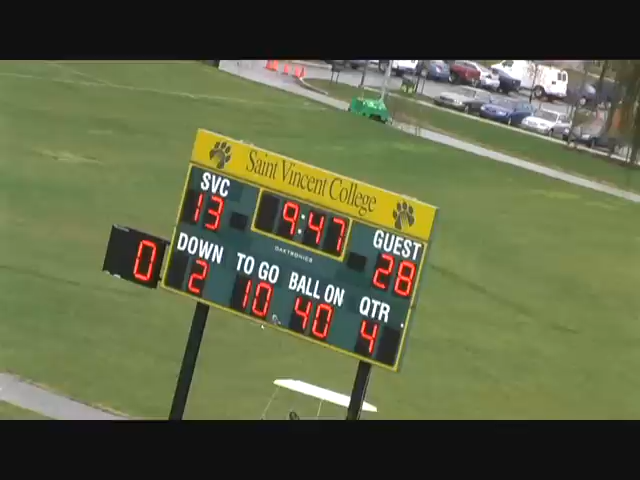 Saint Vincent College
SVC
13
9:47
GUEST
28
DAKTRONICS
0
DOWN
2
TO GO
10
BALL ON
40
QTR
4